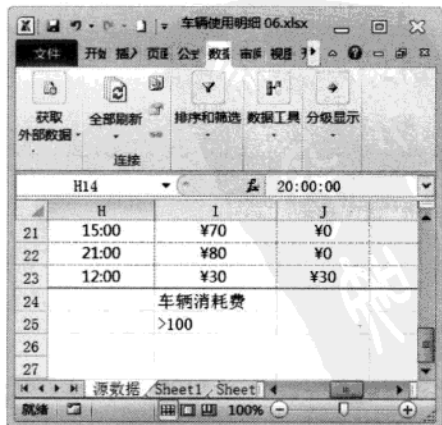 车辆使用明细 06.xlsx
文件 开始 插入 页面 公式 数据 审阅 视图
获取 外部数据 全部刷新 排序和筛选 数据工具 分级显示
连接
H14 fx 20:00:00
H I J
21 15:00 ¥70 ¥0
22 21:00 ¥80 ¥0
23 12:00 ¥30 ¥30
24 车辆消耗费
25 >100
26
27
源数据 Sheet1 Sheet
就绪 100%